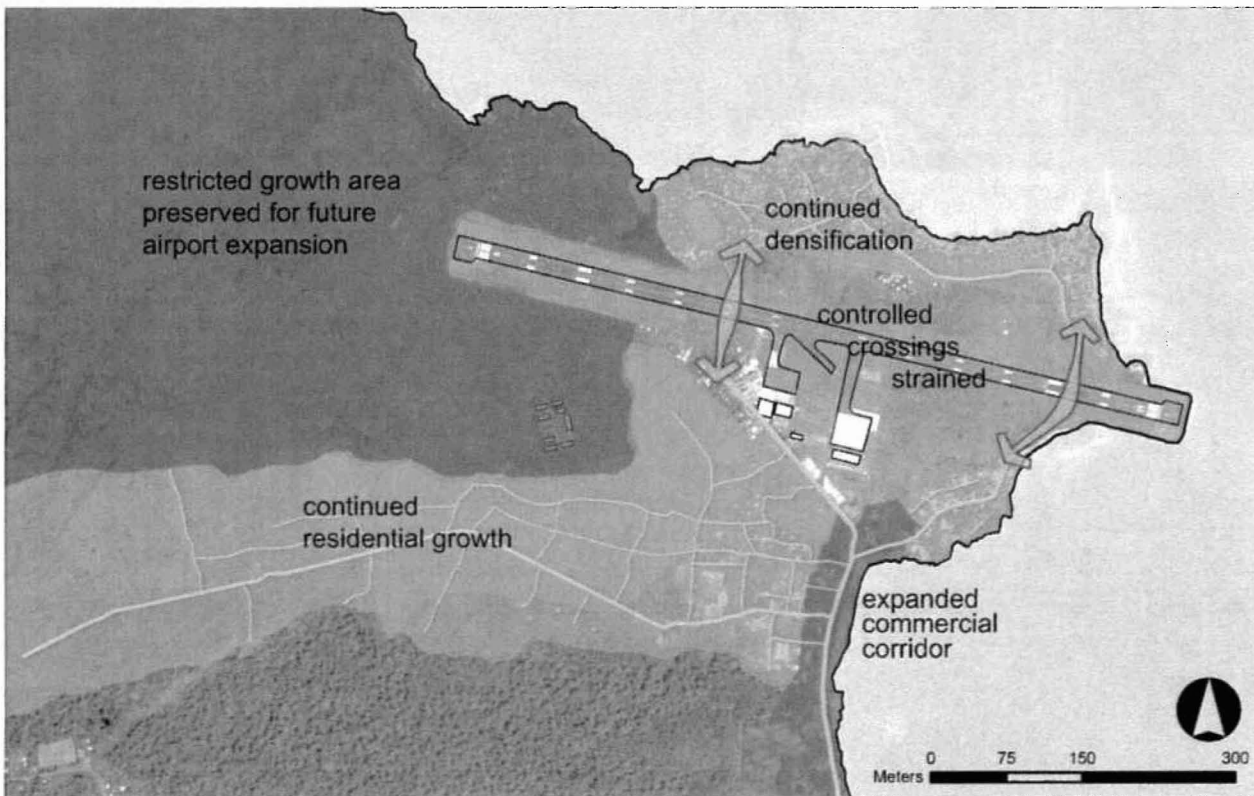 restricted growth area
preserved for future
airport expansion
continued
densification
controlled
crossings
strained
continued
residential growth
expanded
commercial
corridor
0 75 150 300
Meters